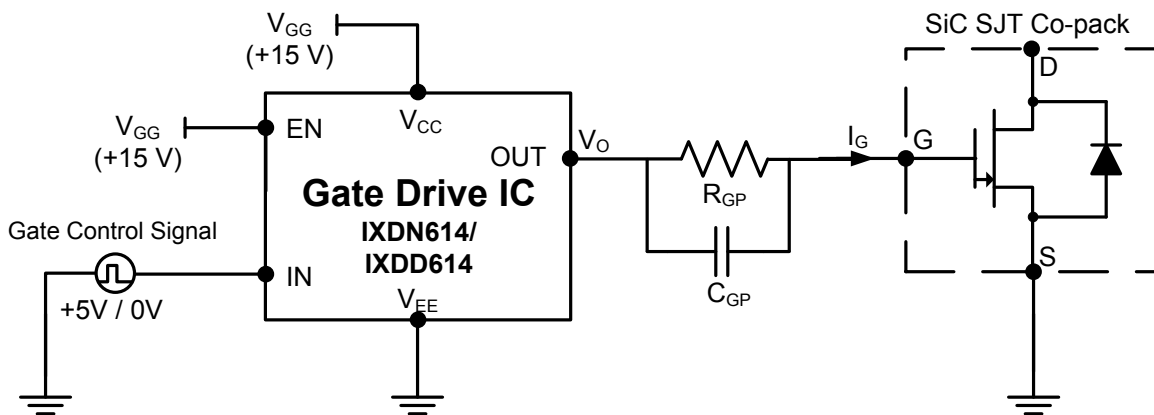 V_GG
(+15 V)
SiC SJT Co-pack
D
V_GG
(+15 V)
EN
V_CC
OUT
V_O
I_G
G
Gate Drive IC
IXDN614/
IXDD614
R_GP
Gate Control Signal
IN
+5V / 0V
V_EE
C_GP
S